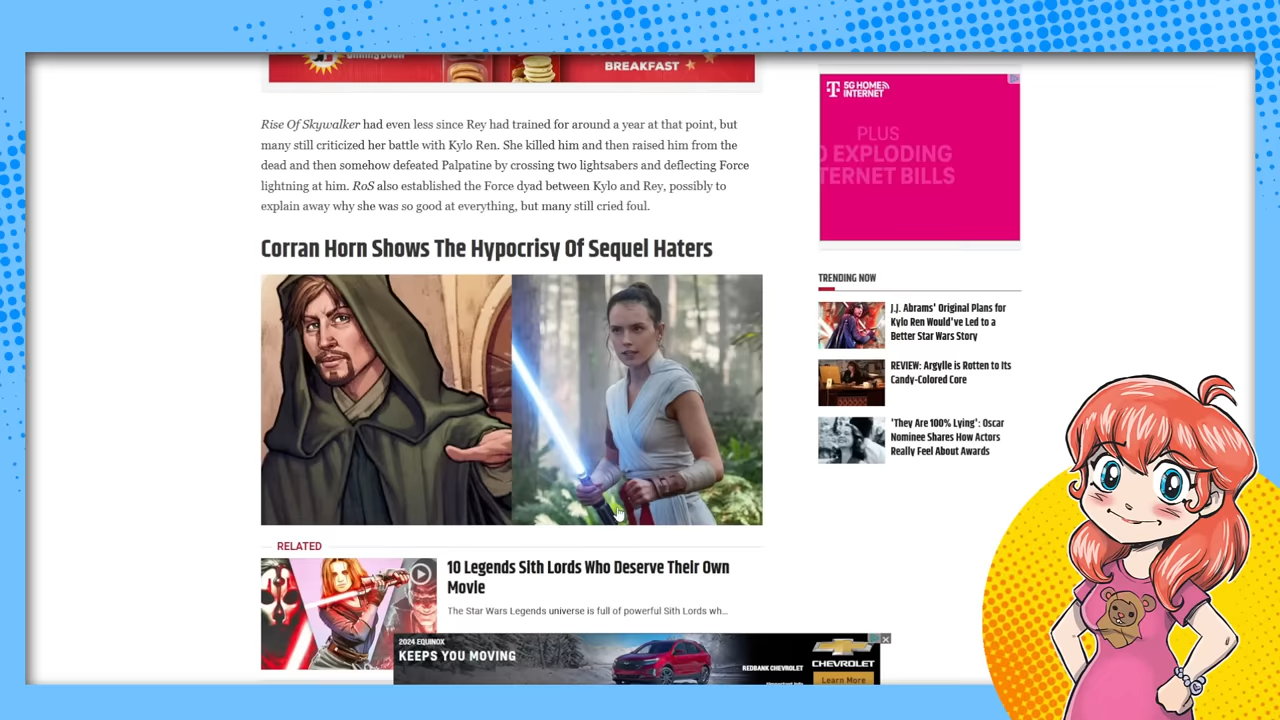 BREAKFAST
Rise Of Skywalker had even less since Rey had trained for around a year at that point, but
many still criticized her battle with Kylo Ren. She killed him and then raised him from the
dead and then somehow defeated Palpatine by crossing two lightsabers and deflecting Force
lightning at him. RoS also established the Force dyad between Kylo and Rey, possibly to
explain away why she was so good at everything, but many still cried foul.
Corran Horn Shows The Hypocrisy Of Sequel Haters
RELATED
10 Legends Sith Lords Who Deserve Their Own
Movie
The Star Wars Legends universe is full of powerful Sith Lords wh...
T 5G HOME
INTERNET
PLUS
O EXPLODING
TERNET BILLS
TRENDING NOW
J.J. Abrams' Original Plans for
Kylo Ren Would've Led to a
Better Star Wars Story
REVIEW: Argylle is Rotten to Its
Candy-Colored Core
'They Are 100% Lying': Oscar
Nominee Shares How Actors
Really Feel About Awards
2024 EQUINOX
KEEPS YOU MOVING
REDBANK CHEVROLET
CHEVROLET
Learn More